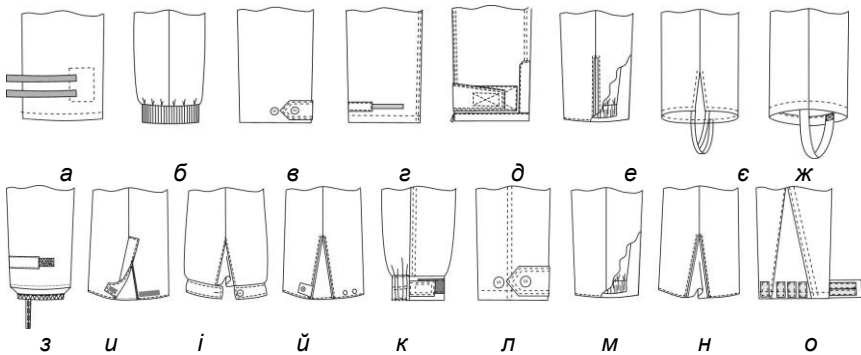 а б в г д е є ж
з и і й к л м н о